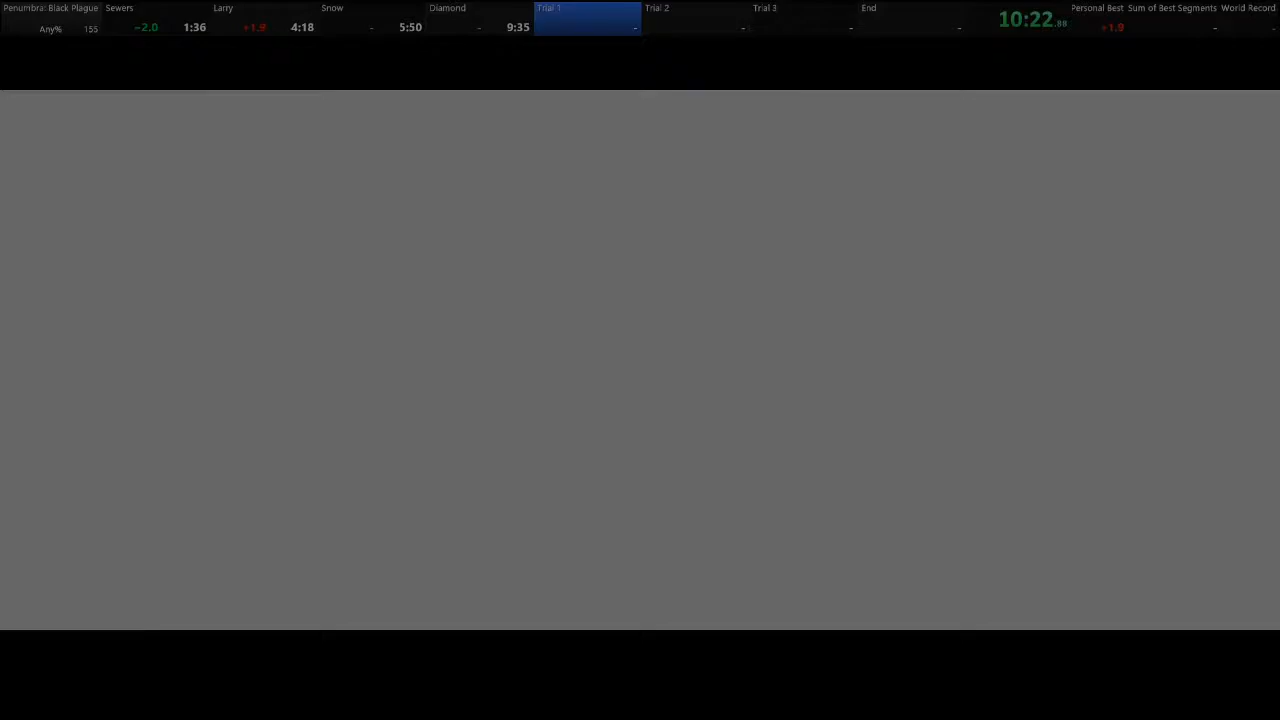 Penumbra: Black Plague Sewers Larry Snow Diamond Trial 1 Trial 2 Trial 3 End 10:22.88 Personal Best Sum of Best Segments World Record
Any% 155 -2.0 1:36 +1.9 4:18 - 5:50 - 9:35 - - - - +1.9 - -